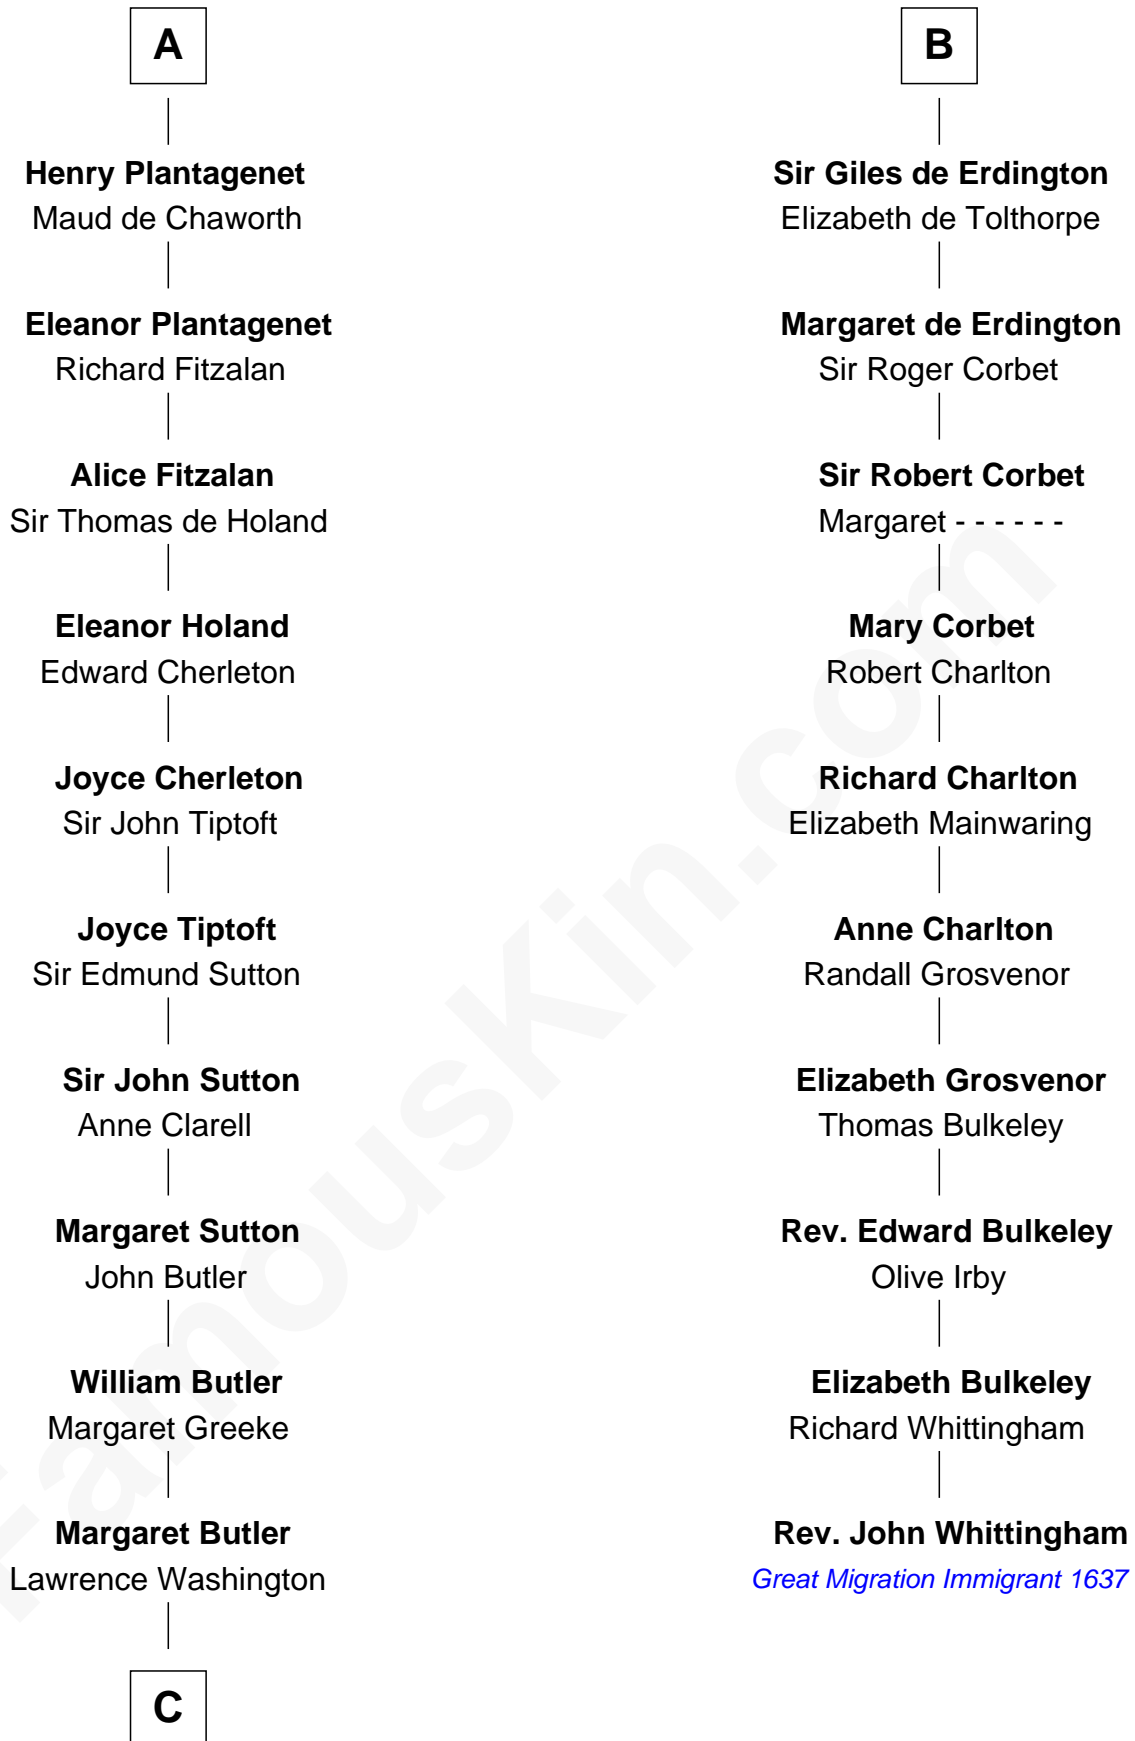 A
Henry Plantagenet
Maud de Chaworth
Eleanor Plantagenet
Richard Fitzalan
Alice Fitzalan
Sir Thomas de Holand
Eleanor Holand
Edward Cherleton
Joyce Cherleton
Sir John Tiptoft
Joyce Tiptoft
Sir Edmund Sutton
Sir John Sutton
Anne Clarell
Margaret Sutton
John Butler
William Butler
Margaret Greeke
Margaret Butler
Lawrence Washington
C
B
Sir Giles de Erdington
Elizabeth de Tolthorpe
Margaret de Erdington
Sir Roger Corbet
Sir Robert Corbet
Margaret - - - - - -
Mary Corbet
Robert Charlton
Richard Charlton
Elizabeth Mainwaring
Anne Charlton
Randall Grosvenor
Elizabeth Grosvenor
Thomas Bulkeley
Rev. Edward Bulkeley
Olive Irby
Elizabeth Bulkeley
Richard Whittingham
Rev. John Whittingham
Great Migration Immigrant 1637
FamousKin.com